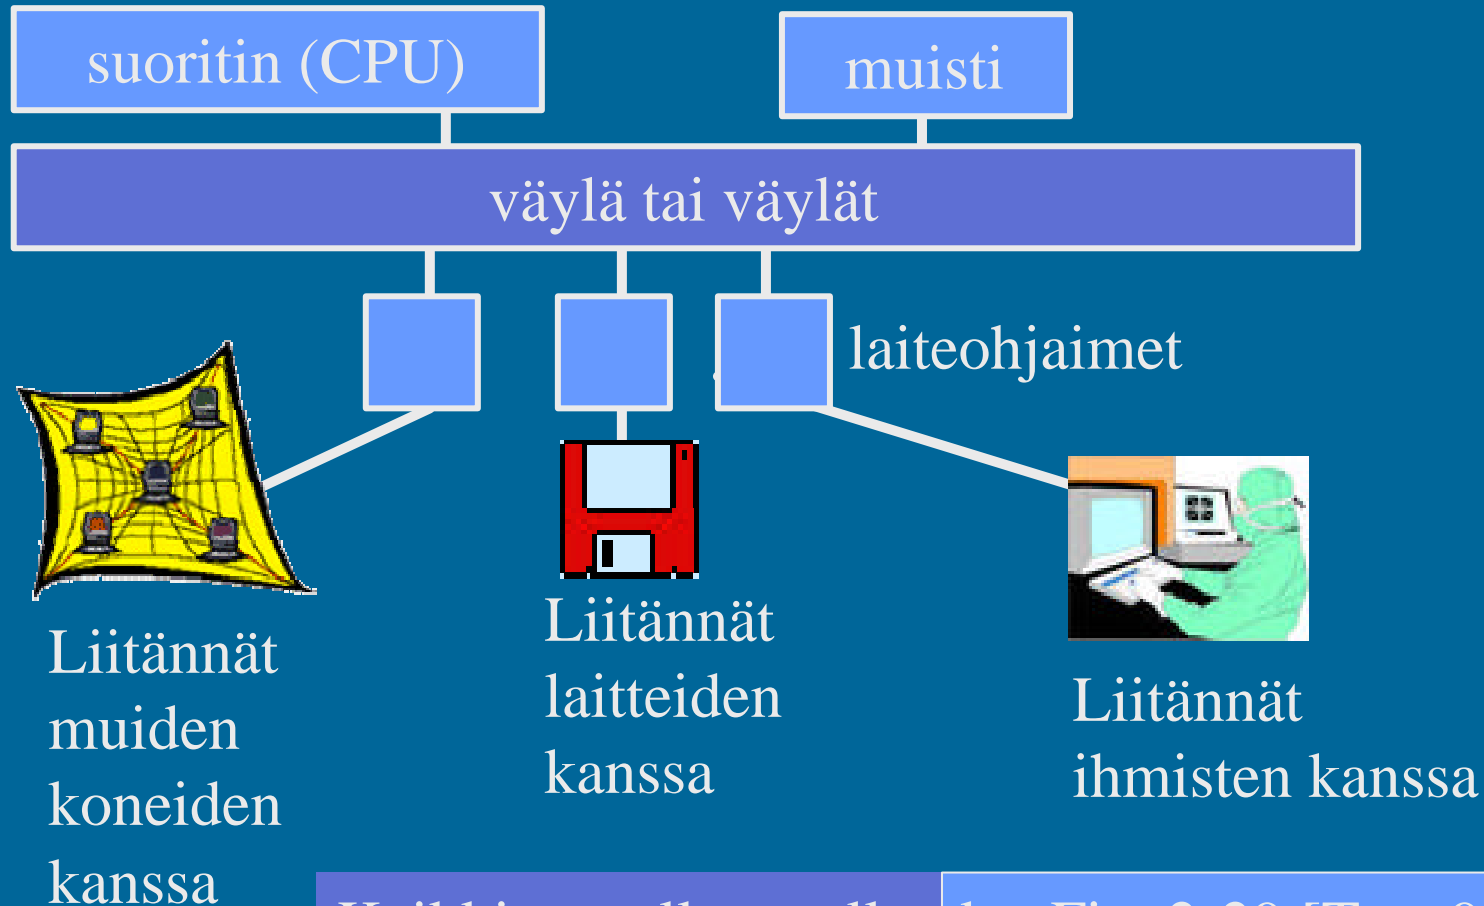 suoritin (CPU)
muisti
väylä tai väylät
laiteohjaimet
Liitännät
muiden
koneiden
kanssa
Liitännät
laitteiden
kanssa
Liitännät
ihmisten kanssa